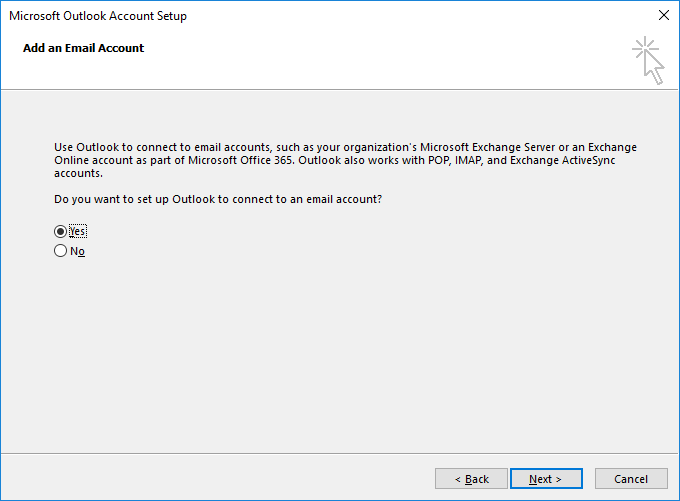 Microsoft Outlook Account Setup
Add an Email Account
Use Outlook to connect to email accounts, such as your organization's Microsoft Exchange Server or an Exchange
Online account as part of Microsoft Office 365. Outlook also works with POP, IMAP, and Exchange ActiveSync
accounts.
Do you want to set up Outlook to connect to an email account?
Yes
No
< Back Next > Cancel